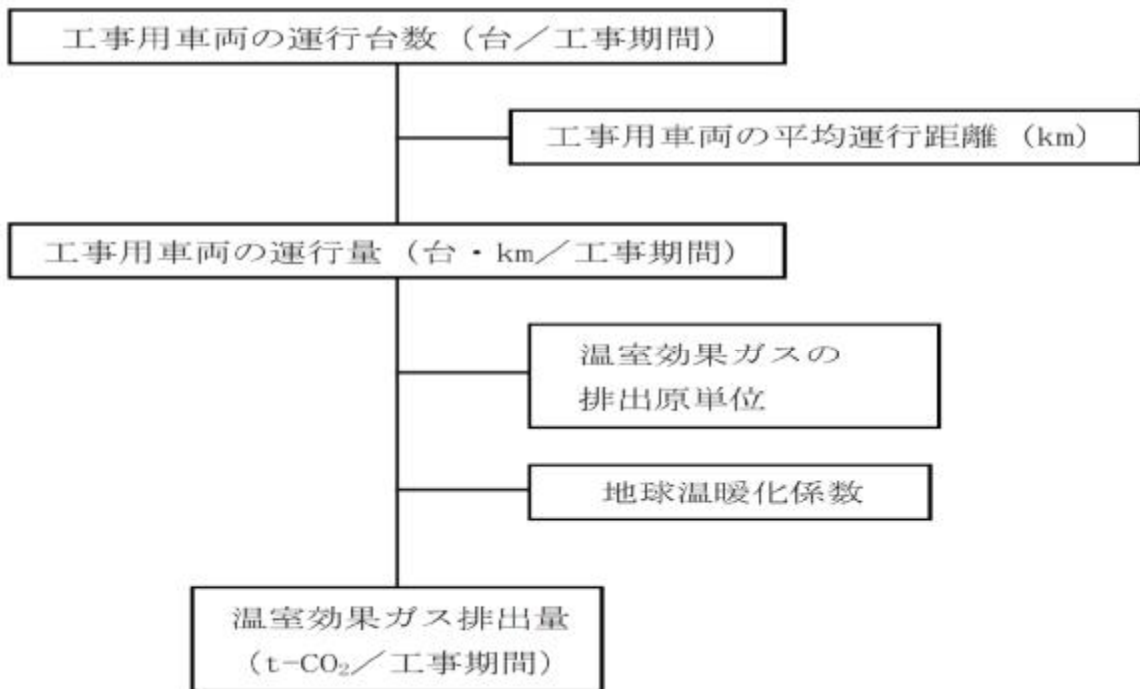 工事用車両の運行台数（台／工事期間）
工事用車両の平均運行距離（km）
工事用車両の運行量（台・km／工事期間）
温室効果ガスの
排出原単位
地球温暖化係数
温室効果ガス排出量
（t-CO₂／工事期間）